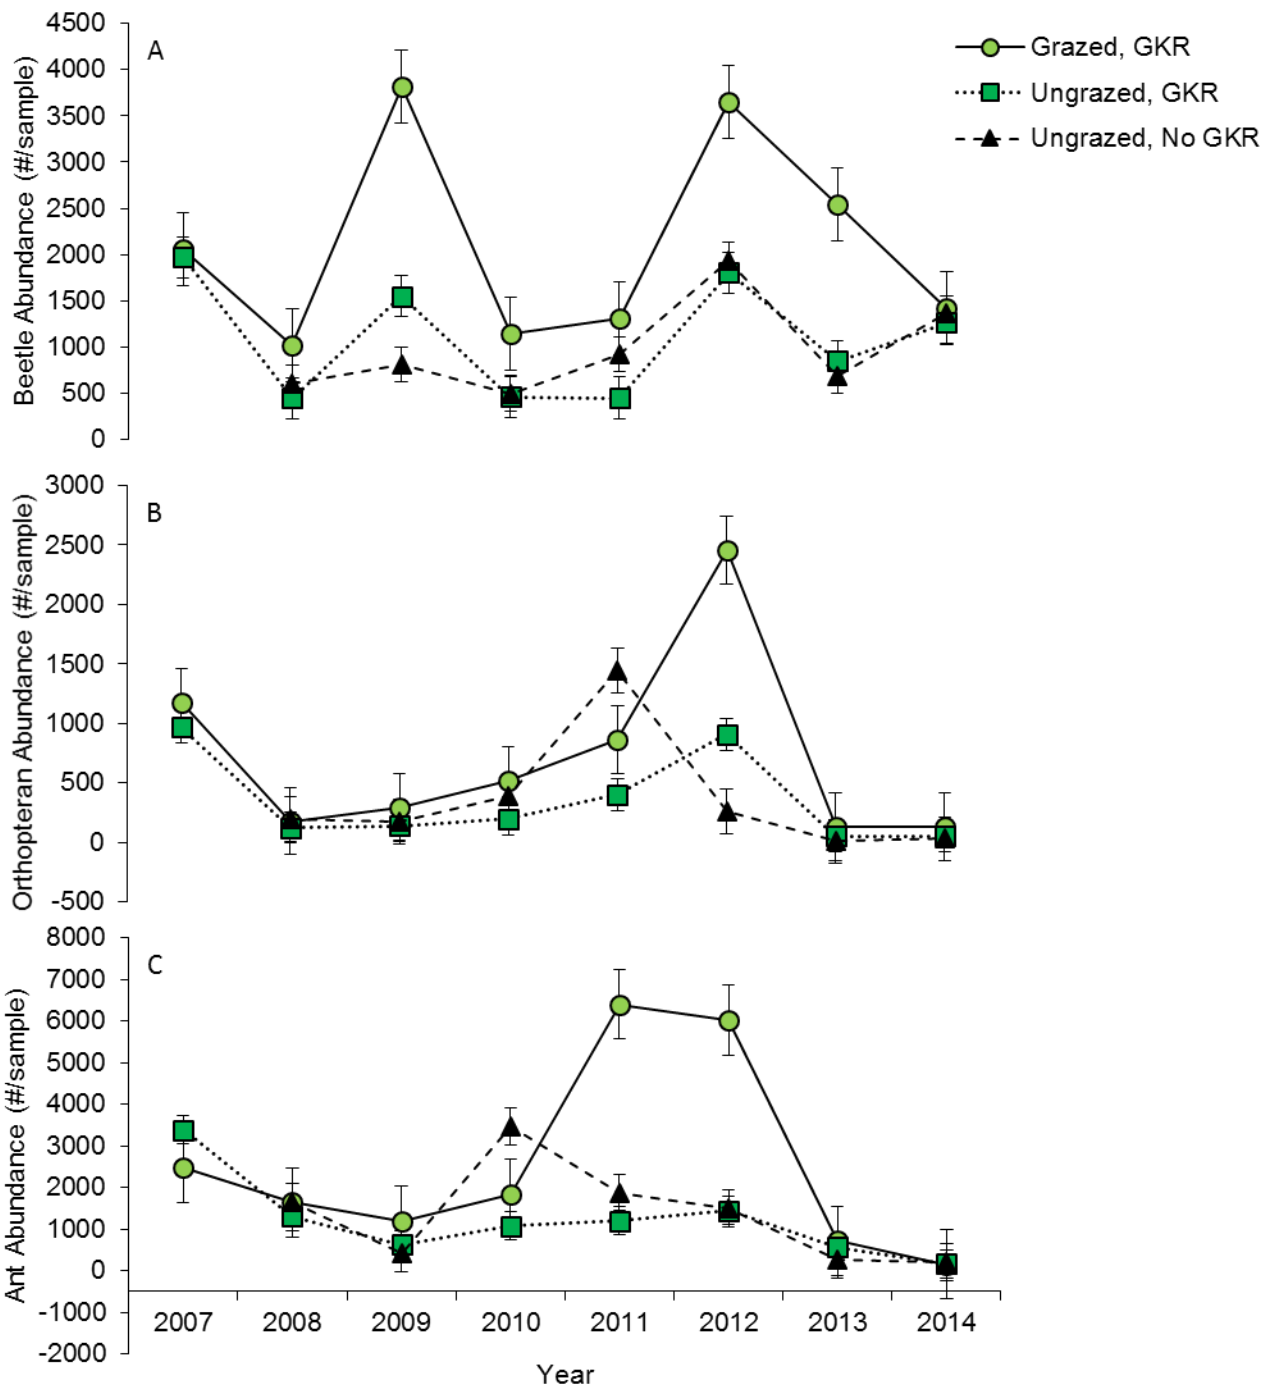 A
Beetle Abundance (#/sample)
4500
4000
3500
3000
2500
2000
1500
1000
500
0
Grazed, GKR
Ungrazed, GKR
Ungrazed, No GKR
B
Orthopteran Abundance (#/sample)
3000
2500
2000
1500
1000
500
0
-500
C
Ant Abundance (#/sample)
8000
7000
6000
5000
4000
3000
2000
1000
0
-1000
-2000
2007 2008 2009 2010 2011 2012 2013 2014
Year